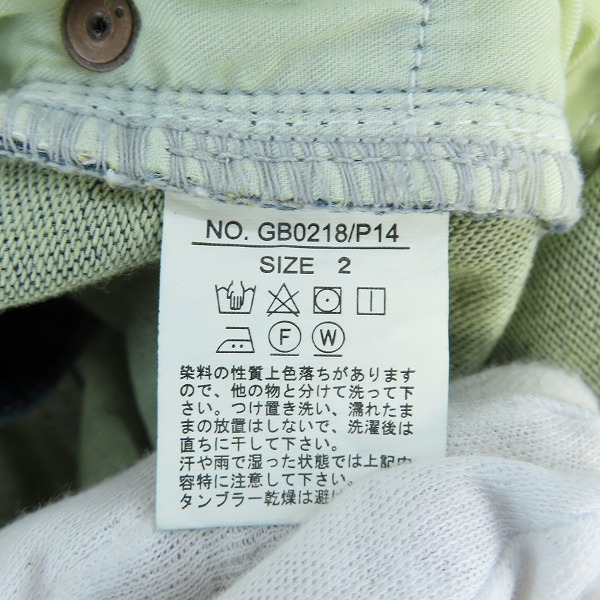 NO. GB0218/P14
SIZE 2
F W
染料の性質上色落ちがあります
ので、他の物と分けて洗って下
さい。つけ置き洗い、濡れたま
まの放置はしないで、洗濯後は
直ちに干して下さい。
汗や雨で湿った状態では上記内
容特に注意して下さい。
タンブラー乾燥は避け